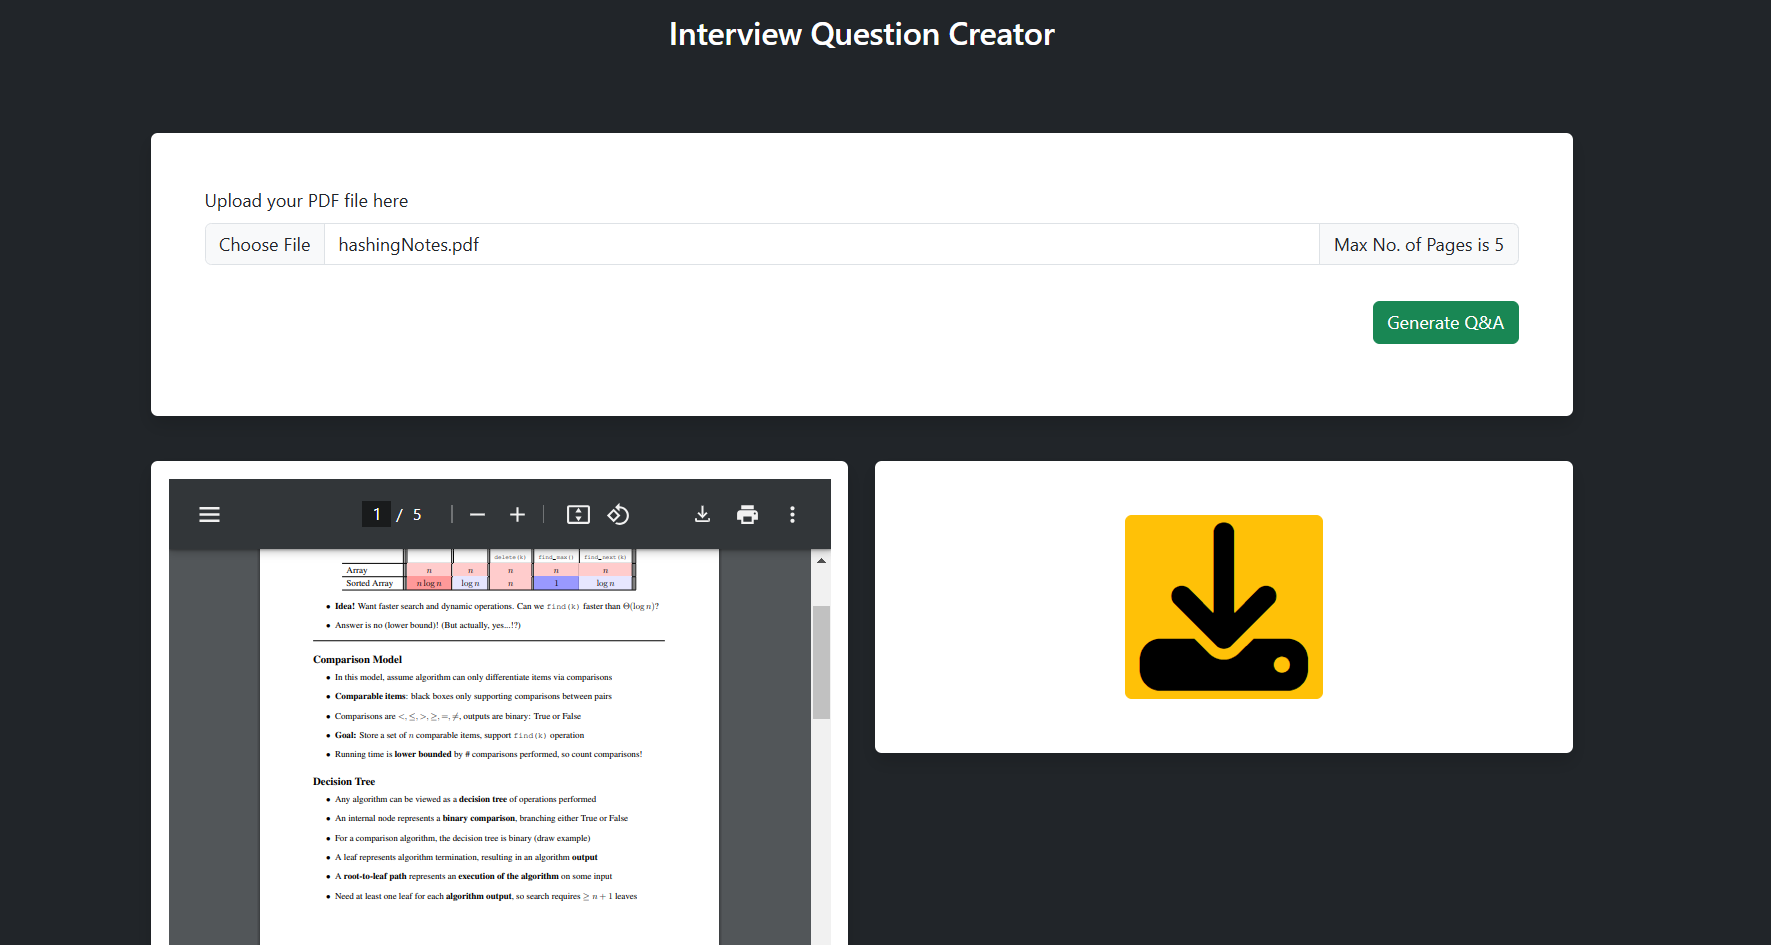 Interview Question Creator
Upload your PDF file here
Choose File hashingNotes.pdf Max No. of Pages is 5
Generate Q&A
1 / 5
delete(k) find_max() find_next(k)
Array n n n n n
Sorted Array n log n log n n 1 log n
• Idea! Want faster search and dynamic operations. Can we find(k) faster than Θ(log n)?
• Answer is no (lower bound)! (But actually, yes...!?)
Comparison Model
• In this model, assume algorithm can only differentiate items via comparisons
• Comparable items: black boxes only supporting comparisons between pairs
• Comparisons are <, ≤, >, ≥, =, ≠, outputs are binary: True or False
• Goal: Store a set of n comparable items, support find(k) operation
• Running time is lower bounded by # comparisons performed, so count comparisons!
Decision Tree
• Any algorithm can be viewed as a decision tree of operations performed
• An internal node represents a binary comparison, branching either True or False
• For a comparison algorithm, the decision tree is binary (draw example)
• A leaf represents algorithm termination, resulting in an algorithm output
• A root-to-leaf path represents an execution of the algorithm on some input
• Need at least one leaf for each algorithm output, so search requires ≥ n + 1 leaves